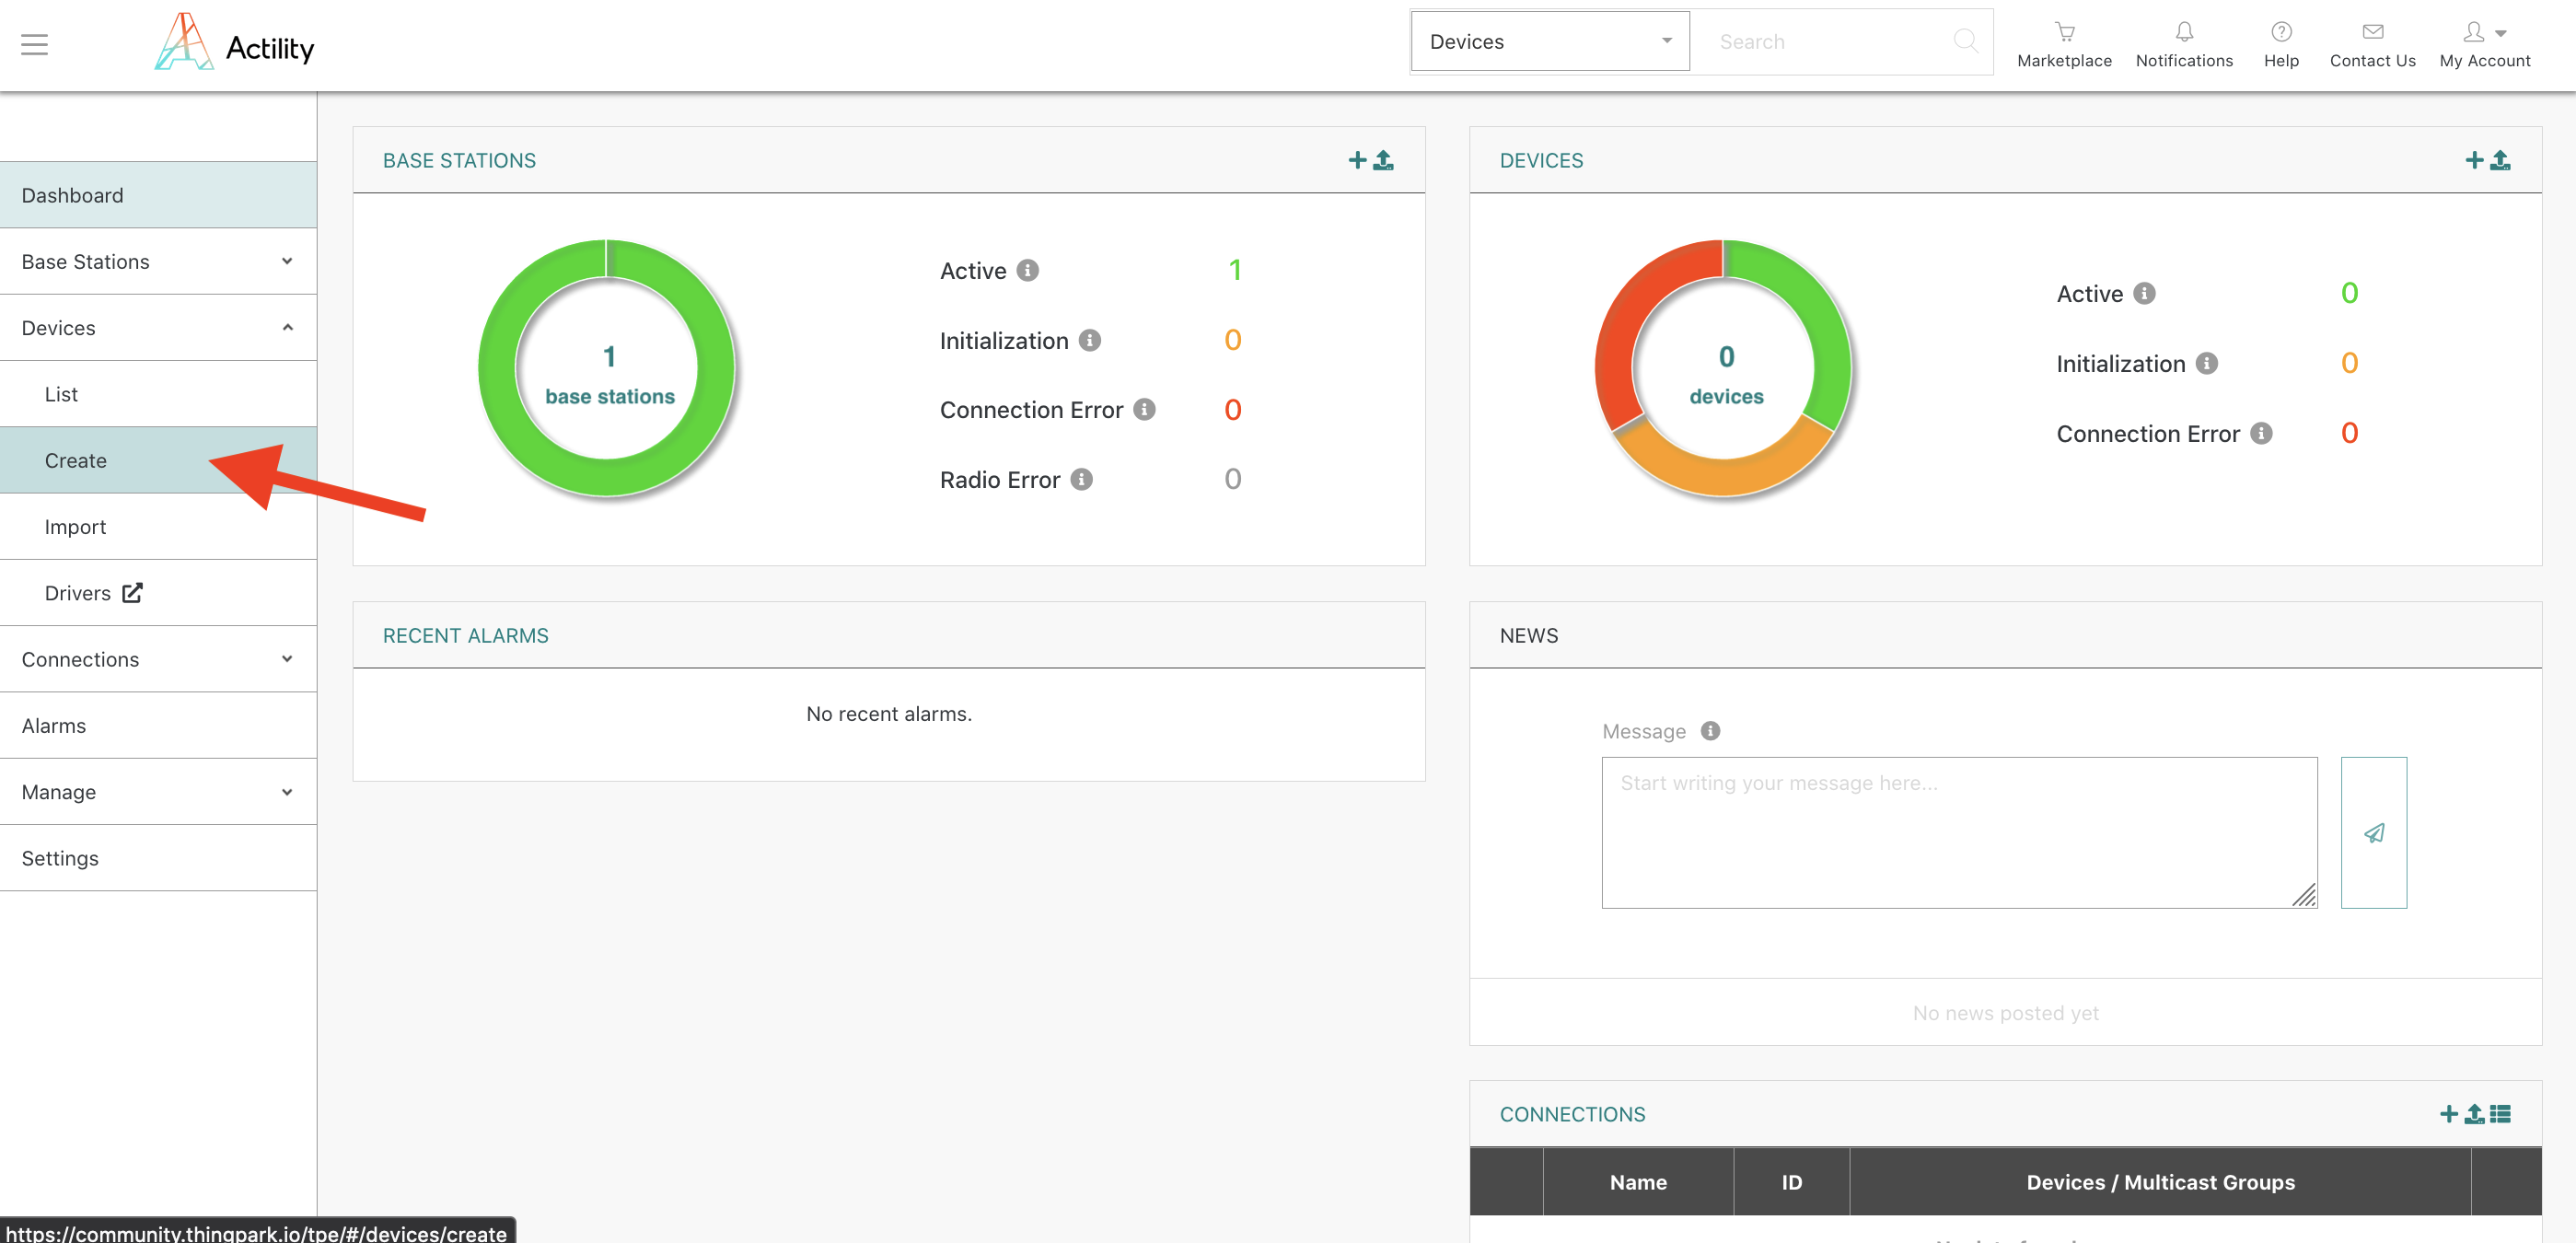 Actility
Devices
Search
Marketplace
Notifications
Help
Contact Us
My Account
Dashboard
Base Stations
Devices
List
Create
Import
Drivers
Connections
Alarms
Manage
Settings
BASE STATIONS
1
base stations
Active 1
Initialization 0
Connection Error 0
Radio Error 0
DEVICES
0
devices
Active 0
Initialization 0
Connection Error 0
RECENT ALARMS
No recent alarms.
NEWS
Message
Start writing your message here...
No news posted yet
CONNECTIONS
Name ID Devices / Multicast Groups
https://community.thingpark.io/tpe/#/devices/create